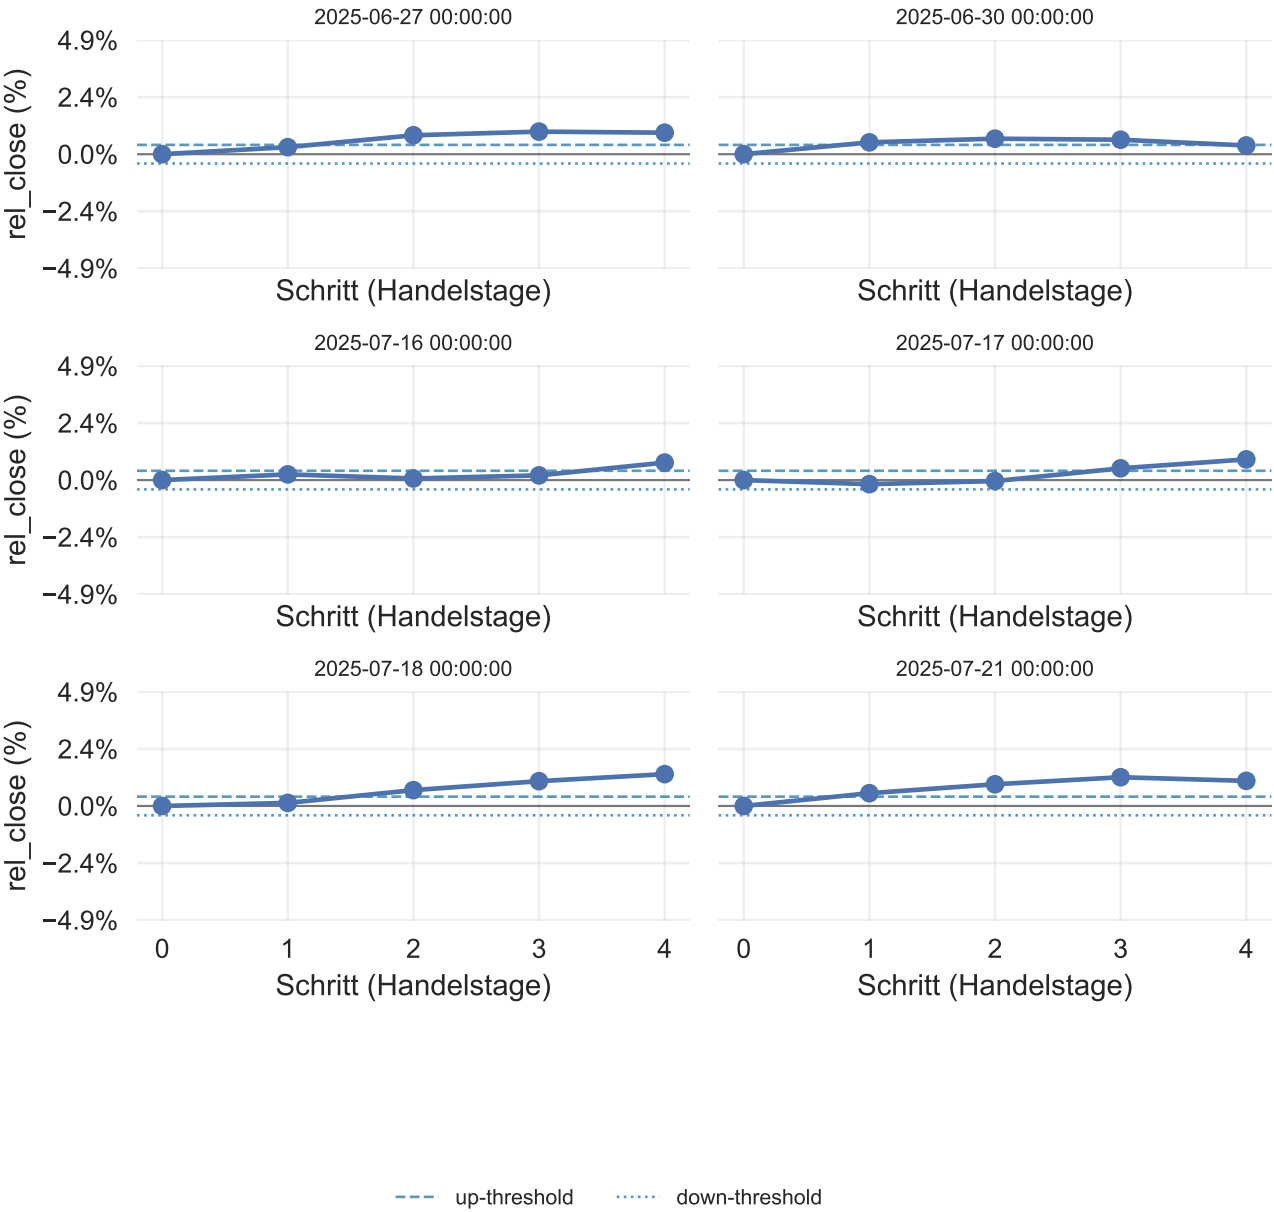 2025-06-27 00:00:00
2025-06-30 00:00:00
4.9%
2.4%
0.0%
−2.4%
−4.9%
rel_close (%)
Schritt (Handelstage)
Schritt (Handelstage)
2025-07-16 00:00:00
2025-07-17 00:00:00
4.9%
2.4%
0.0%
−2.4%
−4.9%
rel_close (%)
Schritt (Handelstage)
Schritt (Handelstage)
2025-07-18 00:00:00
2025-07-21 00:00:00
4.9%
2.4%
0.0%
−2.4%
−4.9%
rel_close (%)
0 1 2 3 4
0 1 2 3 4
Schritt (Handelstage)
Schritt (Handelstage)
up-threshold
down-threshold